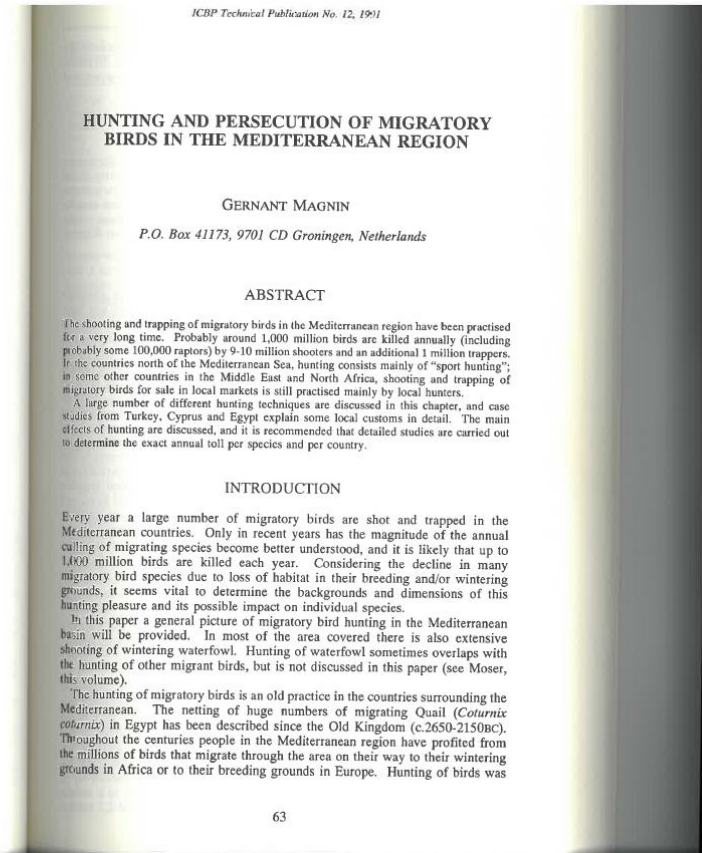 ICBP Technical Publication No. 12, 1991
HUNTING AND PERSECUTION OF MIGRATORY
BIRDS IN THE MEDITERRANEAN REGION
GERNANT MAGNIN
P.O. Box 41173, 9701 CD Groningen, Netherlands
ABSTRACT
The shooting and trapping of migratory birds in the Mediterranean region have been practised
for a very long time. Probably around 1,000 million birds are killed annually (including
probably some 100,000 raptors) by 9-10 million shooters and an additional 1 million trappers.
In the countries north of the Mediterranean Sea, hunting consists mainly of "sport hunting";
in some other countries in the Middle East and North Africa, shooting and trapping of
migratory birds for sale in local markets is still practised mainly by local hunters.
A large number of different hunting techniques are discussed in this chapter, and case
studies from Turkey, Cyprus and Egypt explain some local customs in detail. The main
effects of hunting are discussed, and it is recommended that detailed studies are carried out
to determine the exact annual toll per species and per country.
INTRODUCTION
Every year a large number of migratory birds are shot and trapped in the
Mediterranean countries. Only in recent years has the magnitude of the annual
culling of migrating species become better understood, and it is likely that up to
1,000 million birds are killed each year. Considering the decline in many
migratory bird species due to loss of habitat in their breeding and/or wintering
grounds, it seems vital to determine the backgrounds and dimensions of this
hunting pleasure and its possible impact on individual species.
In this paper a general picture of migratory bird hunting in the Mediterranean
basin will be provided. In most of the area covered there is also extensive
shooting of wintering waterfowl. Hunting of waterfowl sometimes overlaps with
the hunting of other migrant birds, but is not discussed in this paper (see Moser,
this volume).
The hunting of migratory birds is an old practice in the countries surrounding the
Mediterranean. The netting of huge numbers of migrating Quail (Coturnix
coturnix) in Egypt has been described since the Old Kingdom (c.2650-2150BC).
Throughout the centuries people in the Mediterranean region have profited from
the millions of birds that migrate through the area on their way to their wintering
grounds in Africa or to their breeding grounds in Europe. Hunting of birds was
63